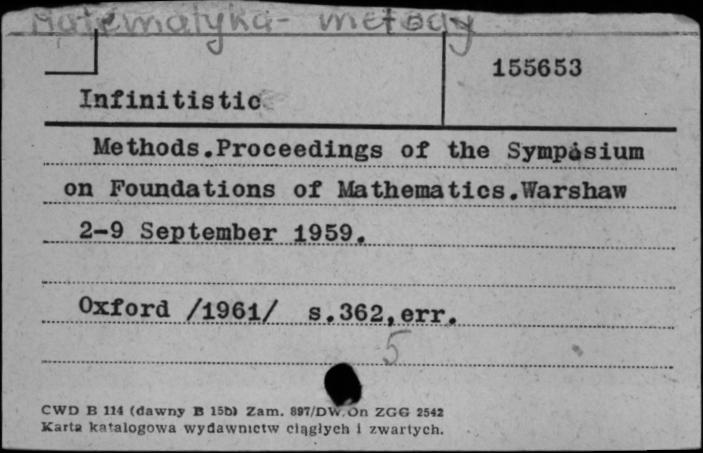 Matematyka - metody
155653
Infinitistic
Methods.Proceedings of the Symposium
on Foundations of Mathematics.Warshaw
2-9 September 1959.
Oxford /1961/ s.362,err.
5
CWD B 114 (dawny B 15b) Zam. 897/DW.On ZGG 2542
Karta katalogowa wydawnictw ciągłych i zwartych.